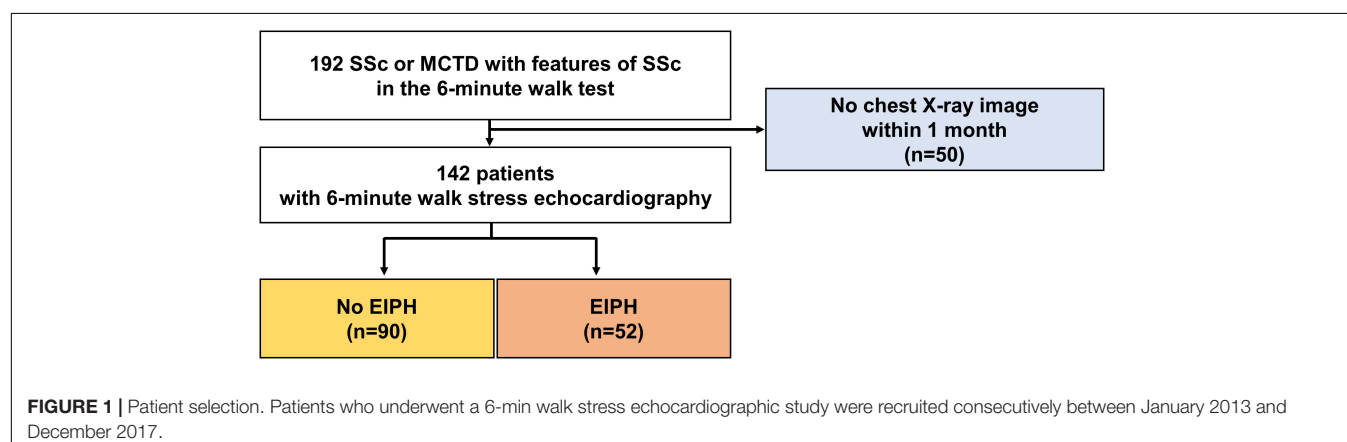 192 SSc or MCTD with features of SSc
in the 6-minute walk test
No chest X-ray image
within 1 month
(n=50)
142 patients
with 6-minute walk stress echocardiography
No EIPH
(n=90)
EIPH
(n=52)
FIGURE 1 | Patient selection. Patients who underwent a 6-min walk stress echocardiographic study were recruited consecutively between January 2013 and
December 2017.